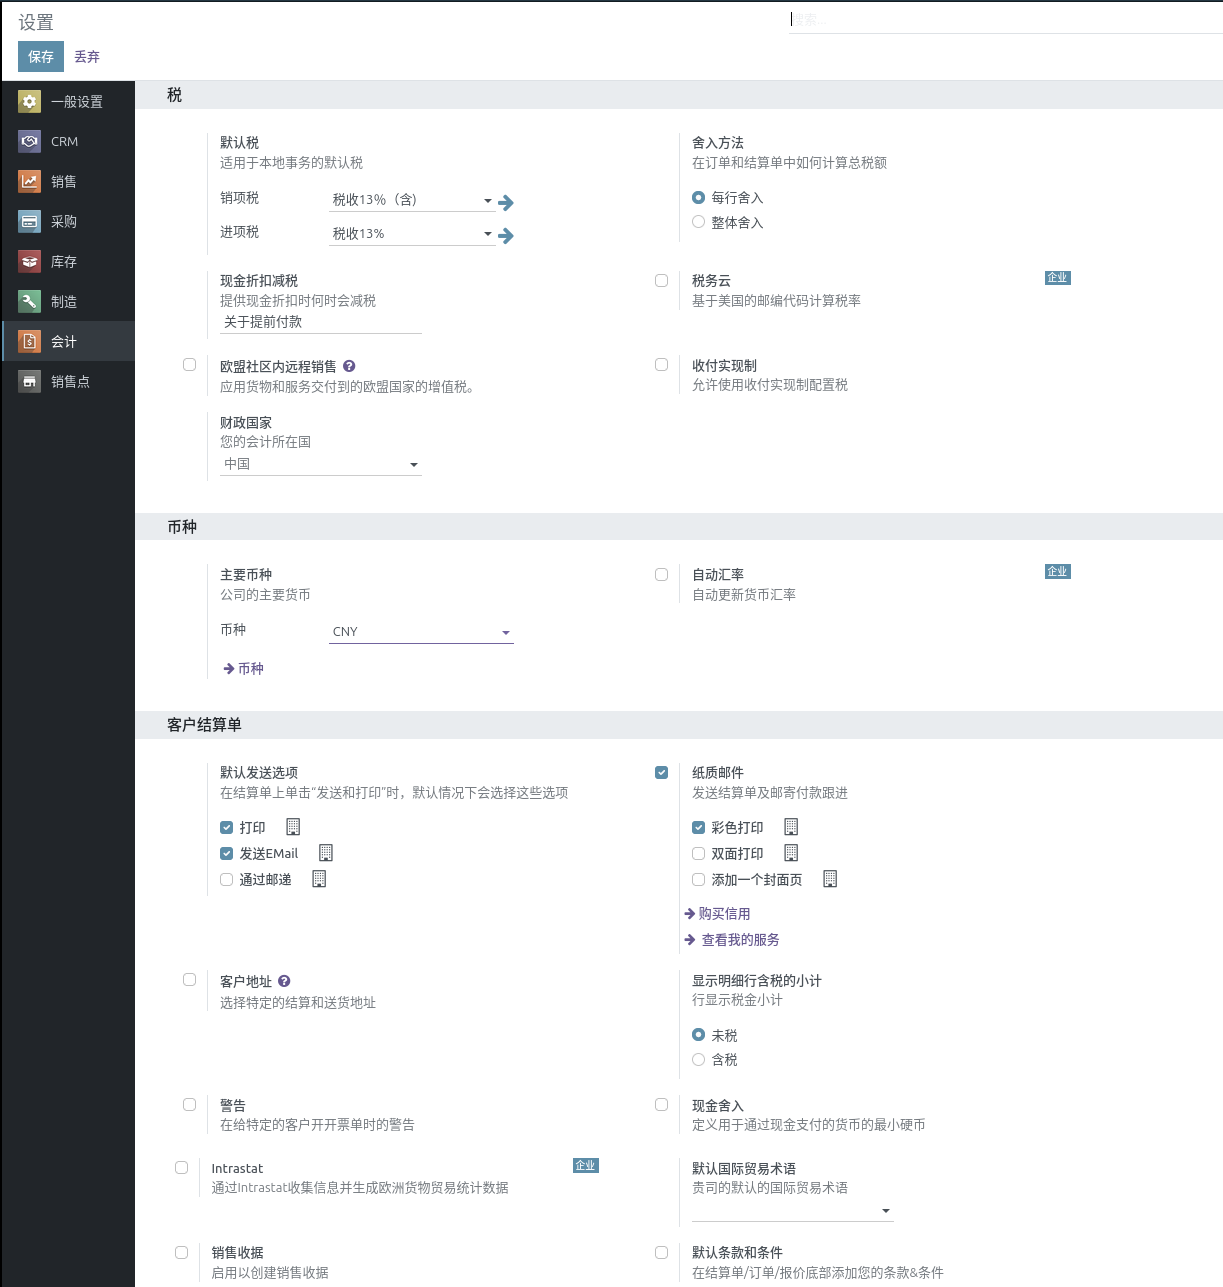 设置
搜索...
保存 丢弃
一般设置
CRM
销售
采购
库存
制造
会计
销售点
税
默认税
适用于本地事务的默认税
销项税 税收13%（含)
进项税 税收13%
舍入方法
在订单和结算单中如何计算总税额
每行舍入
整体舍入
现金折扣减税
提供现金折扣时何时会减税
关于提前付款
税务云 企业
基于美国的邮编代码计算税率
欧盟社区内远程销售
应用货物和服务交付到的欧盟国家的增值税。
收付实现制
允许使用收付实现制配置税
财政国家
您的会计所在国
中国
币种
主要币种
公司的主要货币
币种 CNY
币种
自动汇率 企业
自动更新货币汇率
客户结算单
默认发送选项
在结算单上单击“发送和打印”时，默认情况下会选择这些选项
打印
发送EMail
通过邮递
纸质邮件
发送结算单及邮寄付款跟进
彩色打印
双面打印
添加一个封面页
购买信用
查看我的服务
客户地址
选择特定的结算和送货地址
显示明细行含税的小计
行显示税金小计
未税
含税
警告
在给特定的客户开开票单时的警告
现金舍入
定义用于通过现金支付的货币的最小硬币
Intrastat 企业
通过Intrastat收集信息并生成欧洲货物贸易统计数据
默认国际贸易术语
贵司的默认的国际贸易术语
销售收据
启用以创建销售收据
默认条款和条件
在结算单/订单/报价底部添加您的条款&条件